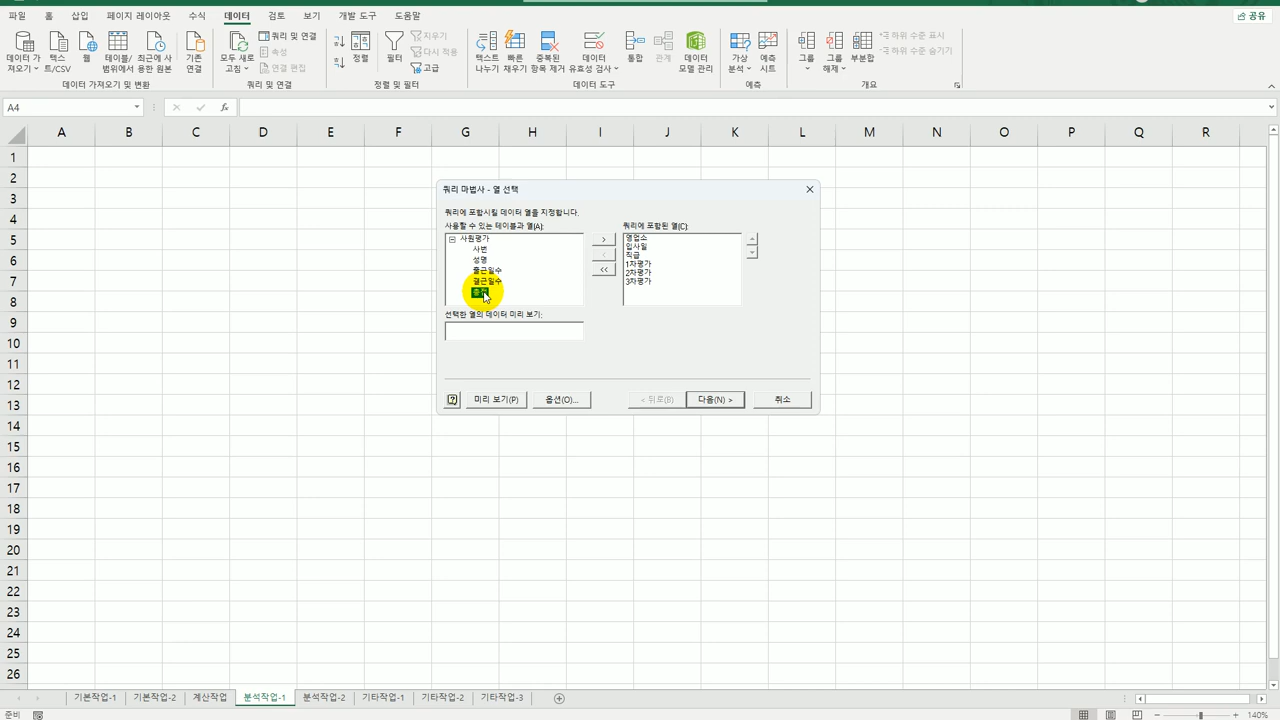 파일 홈 삽입 페이지 레이아웃 수식 데이터 검토 보기 개발 도구 도움말 공유
데이터 가져오기 텍스트/CSV 웹 테이블/범위에서 최근에 사용한 원본 기존 연결
모두 새로 고침 쿼리 및 연결 속성 연결 편집
정렬 필터 지우기 다시 적용 고급
텍스트 나누기 빠른 채우기 중복된 항목 제거 데이터 유효성 검사 통합 관계 데이터 모델 관리
가상 분석 예측 시트 그룹 그룹 해제 부분합 하위 수준 표시 하위 수준 숨기기
데이터 가져오기 및 변환 쿼리 및 연결 정렬 및 필터 데이터 도구 예측 개요
A4 fx
A B C D E F G H I J K L M N O P Q R
1
2
3
4
5
6
7
8
9
10
11
12
13
14
15
16
17
18
19
20
21
22
23
24
25
26
쿼리 마법사 - 열 선택
쿼리에 포함시킬 데이터 열을 지정합니다.
사용할 수 있는 테이블과 열(A): 쿼리에 포함된 열(C):
사원평가
사번
성명
출근일수
결근일수
>
<
<<
영업소
입사일
직급
1차평가
2차평가
3차평가
선택한 열의 데이터 미리 보기:
미리 보기(P) 옵션(O)... < 뒤로(B) 다음(N) > 취소
기본작업-1 기본작업-2 계산작업 분석작업-1 분석작업-2 기타작업-1 기타작업-2 기타작업-3
준비 140%